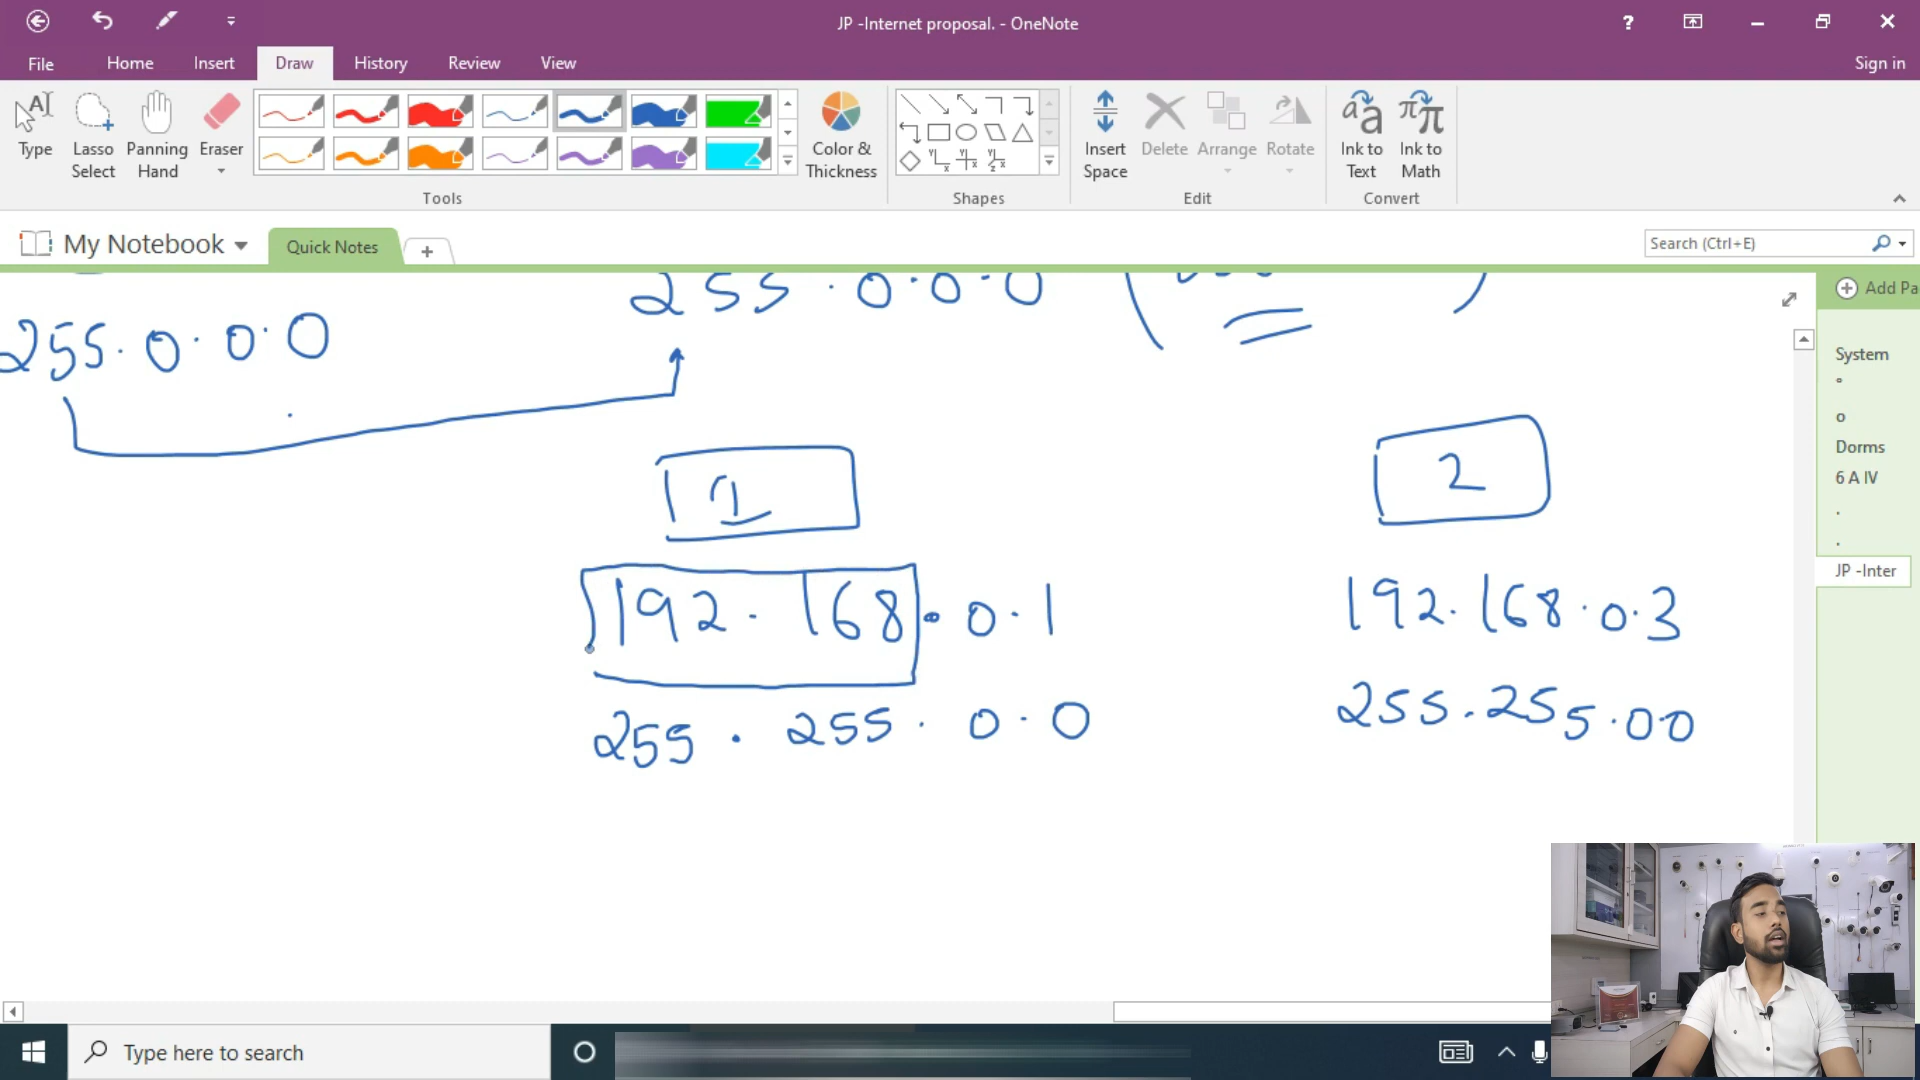 JP -Internet proposal. - OneNote
?
File Home Insert Draw History Review View
Sign in
Type
Lasso Select
Panning Hand
Eraser
Color & Thickness
Insert Space
Delete
Arrange
Rotate
Ink to Text
Ink to Math
Tools
Shapes
Edit
Convert
My Notebook
Quick Notes
+
Search (Ctrl+E)
Add Pa
255.0.0.0
255.0.0.0
System
o
Dorms
6 A IV
.
.
JP -Inter
1
2
192.168.0.1
192.168.0.3
255.255.0.0
255.255.0.0
Type here to search